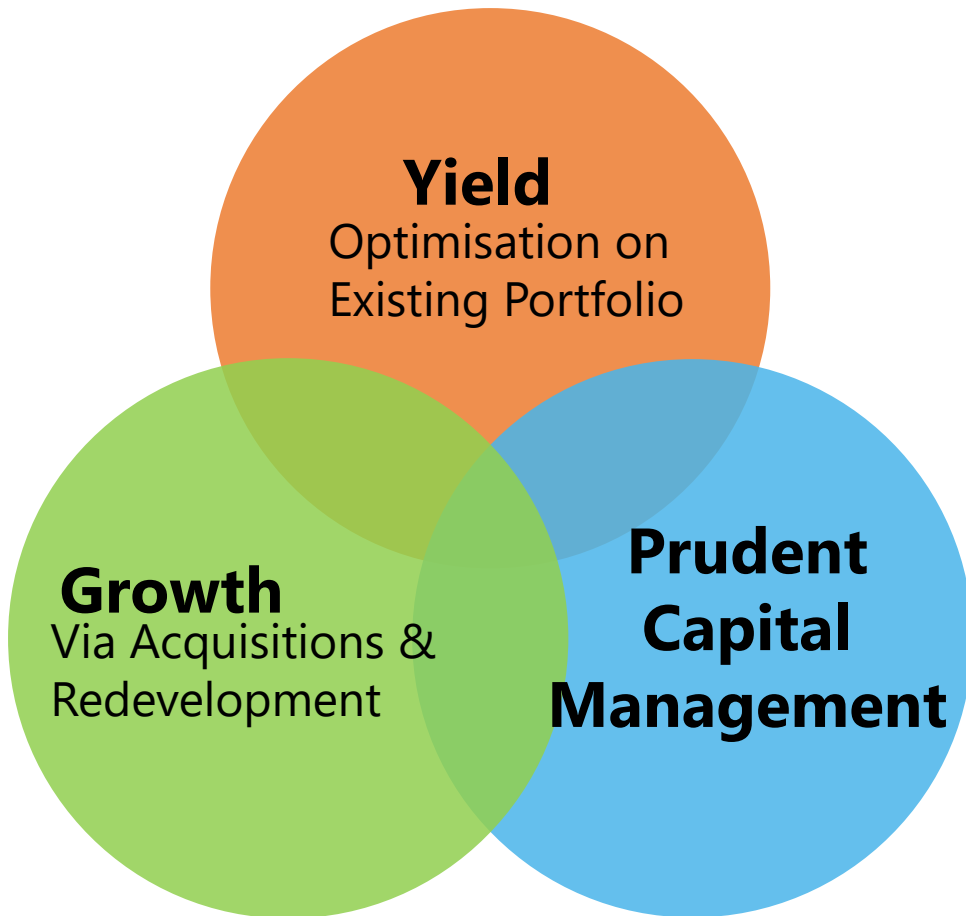 Yield
Optimisation on
Existing Portfolio
Growth
Via Acquisitions &
Redevelopment
Prudent
Capital
Management